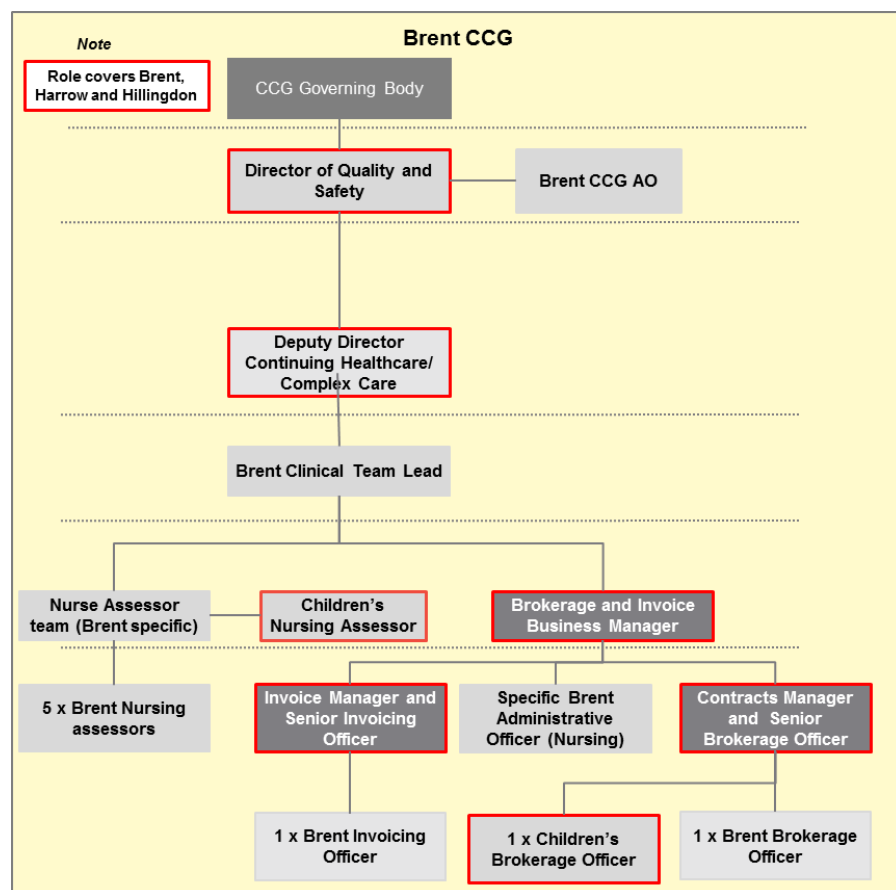 Brent CCG
Note
Role covers Brent,
Harrow and Hillingdon
CCG Governing Body
Director of Quality and
Safety
Brent CCG AO
Deputy Director
Continuing Healthcare/
Complex Care
Brent Clinical Team Lead
Nurse Assessor
team (Brent specific)
Children's
Nursing Assessor
Brokerage and Invoice
Business Manager
5 x Brent Nursing
assessors
Invoice Manager and
Senior Invoicing
Officer
Specific Brent
Administrative
Officer (Nursing)
Contracts Manager
and Senior
Brokerage Officer
1 x Brent Invoicing
Officer
1 x Children's
Brokerage Officer
1 x Brent Brokerage
Officer